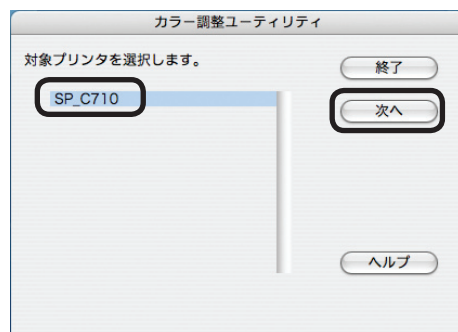 カラー調整ユーティリティ
対象プリンタを選択します。
終了
SP_C710
次へ
ヘルプ